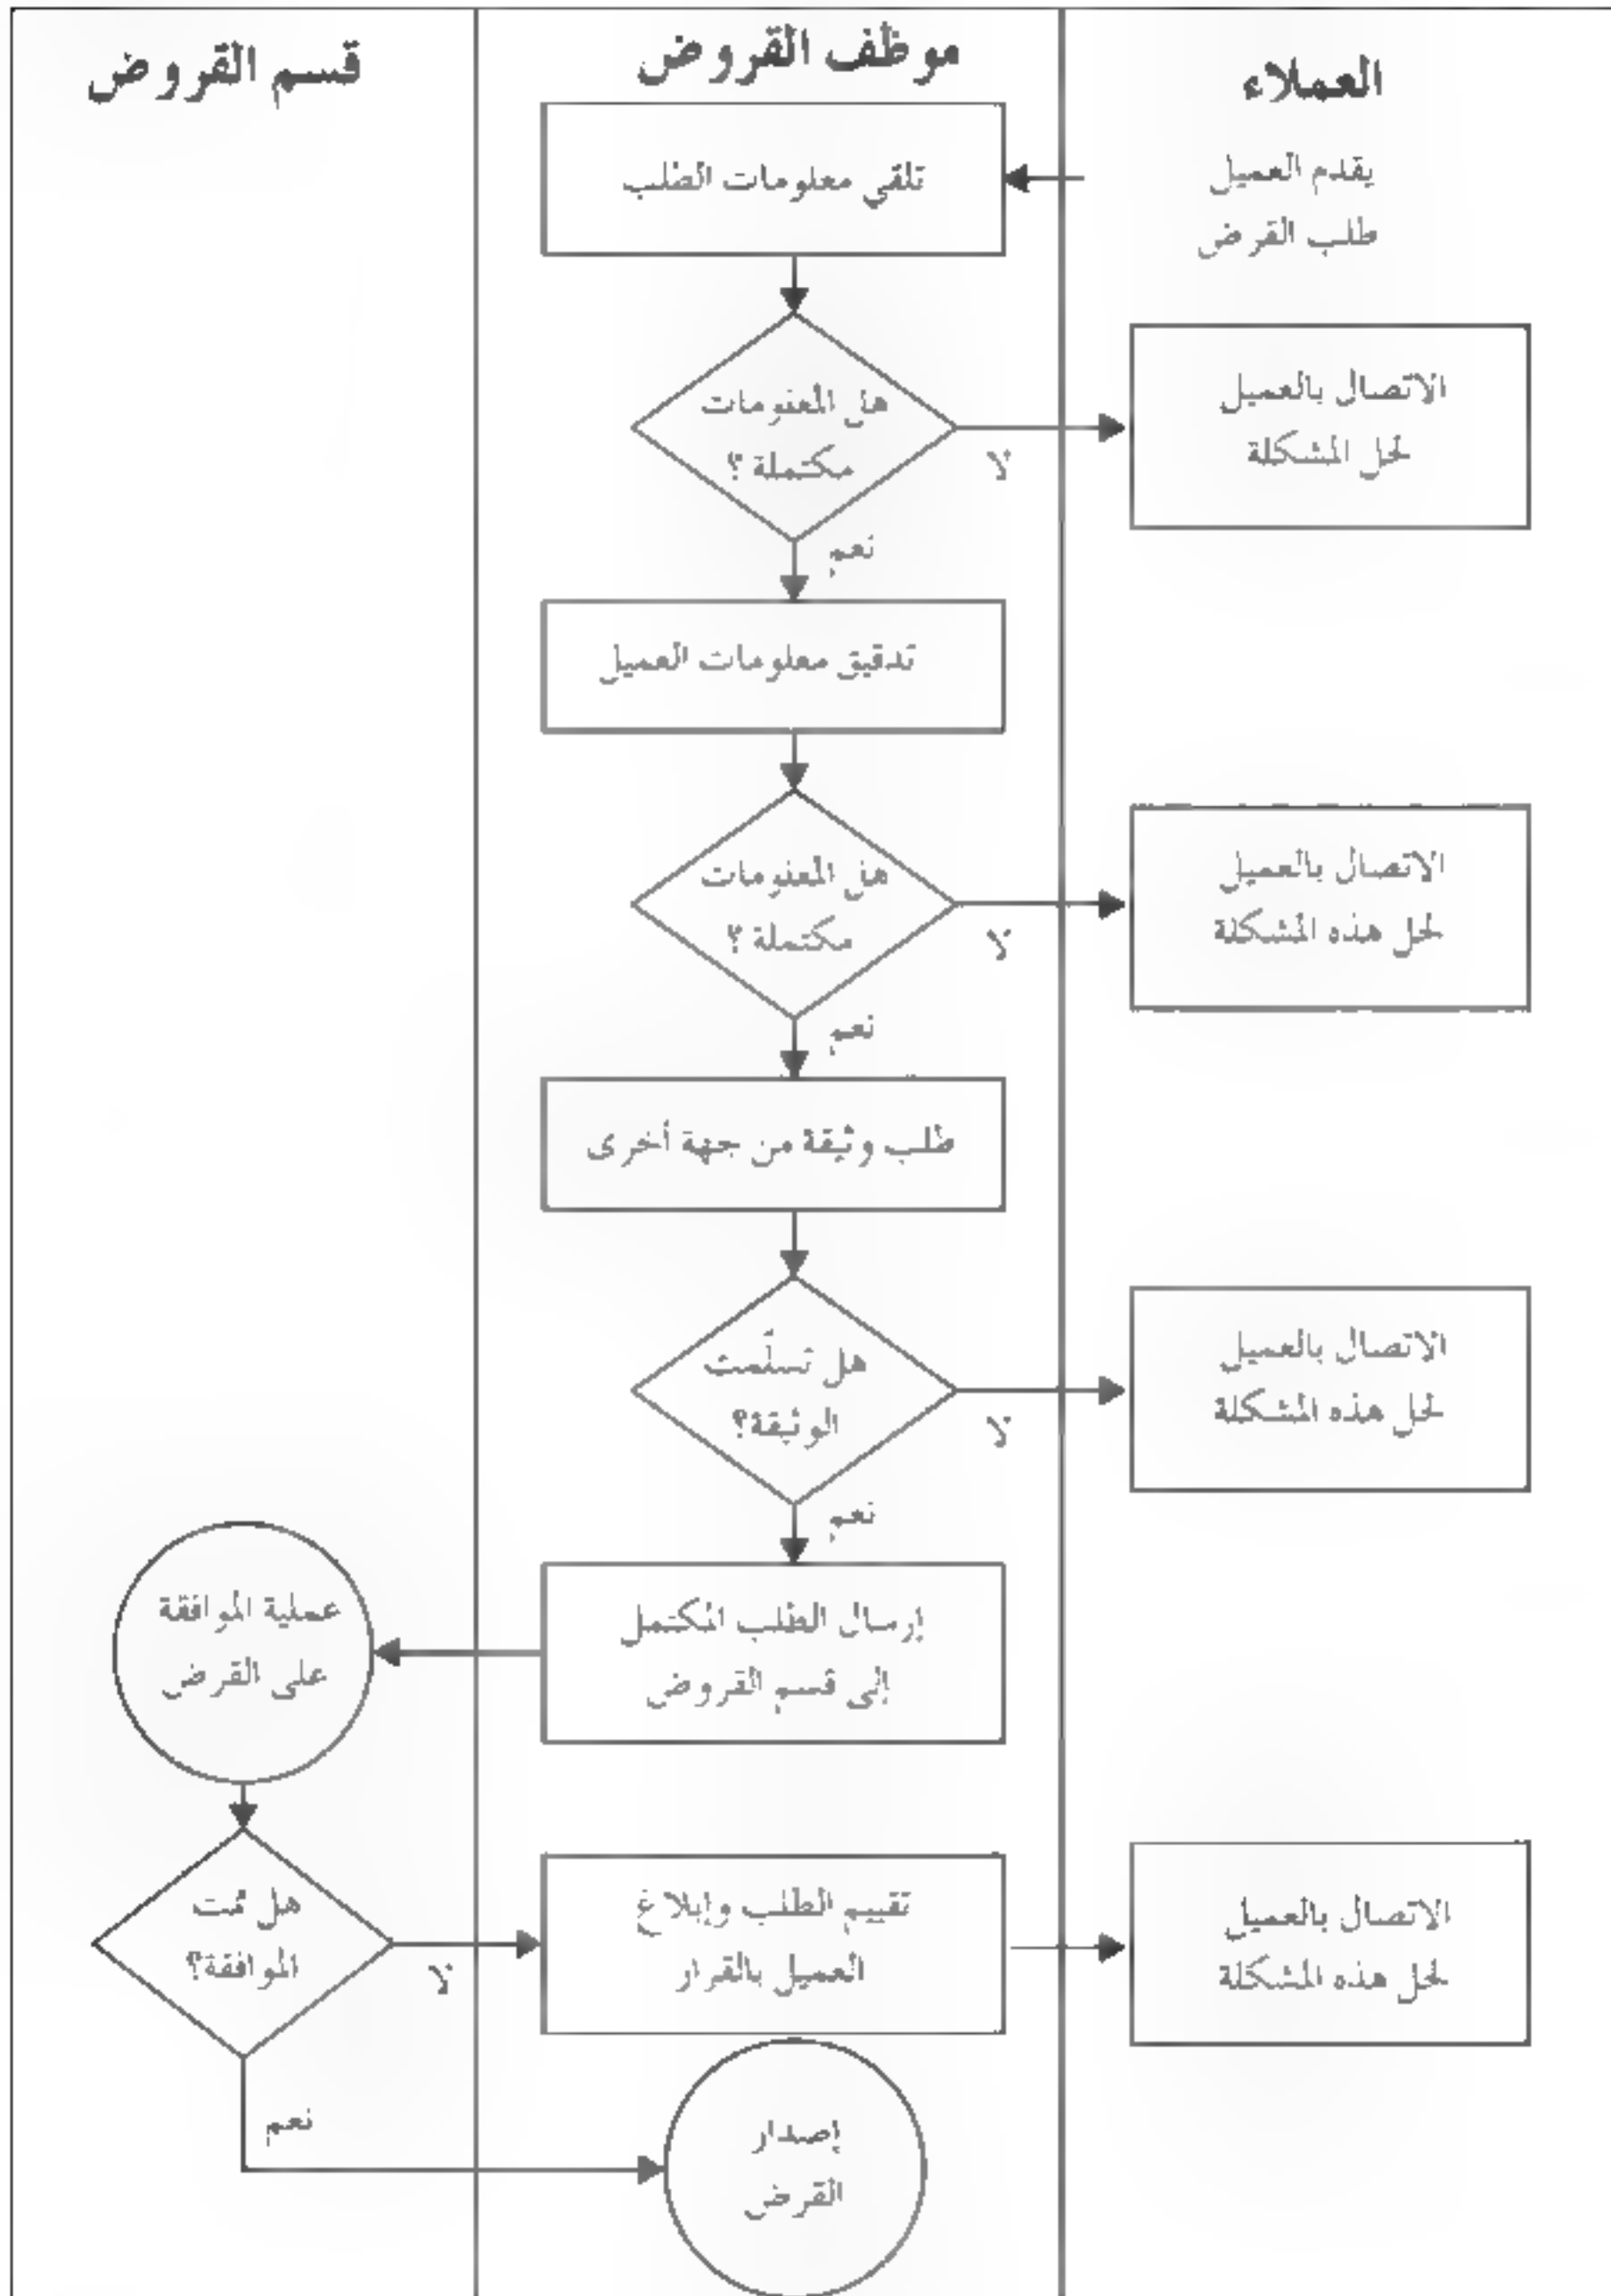 العملاء
موظف القروض
قسم القروض
يقدم العميل
طلب القرض
تلقي معلومات الطلب
هل المعلومات
مكتملة ؟
لا
الاتصال بالعميل
لحل المشكلة
نعم
تدقيق معلومات العميل
هل المعلومات
مكتملة ؟
لا
الاتصال بالعميل
لحل هذه المشكلة
نعم
طلب وثيقة من جهة أخرى
هل تسلّمت
الوثيقة؟
لا
الاتصال بالعميل
لحل هذه المشكلة
نعم
إرسال الطلب المكتمل
إلى قسم القروض
عملية الموافقة
على القرض
هل تمت
الموافقة؟
لا
تقييم الطلب وإبلاغ
العميل بالقرار
الاتصال بالعميل
لحل هذه المشكلة
نعم
إصدار
القرض